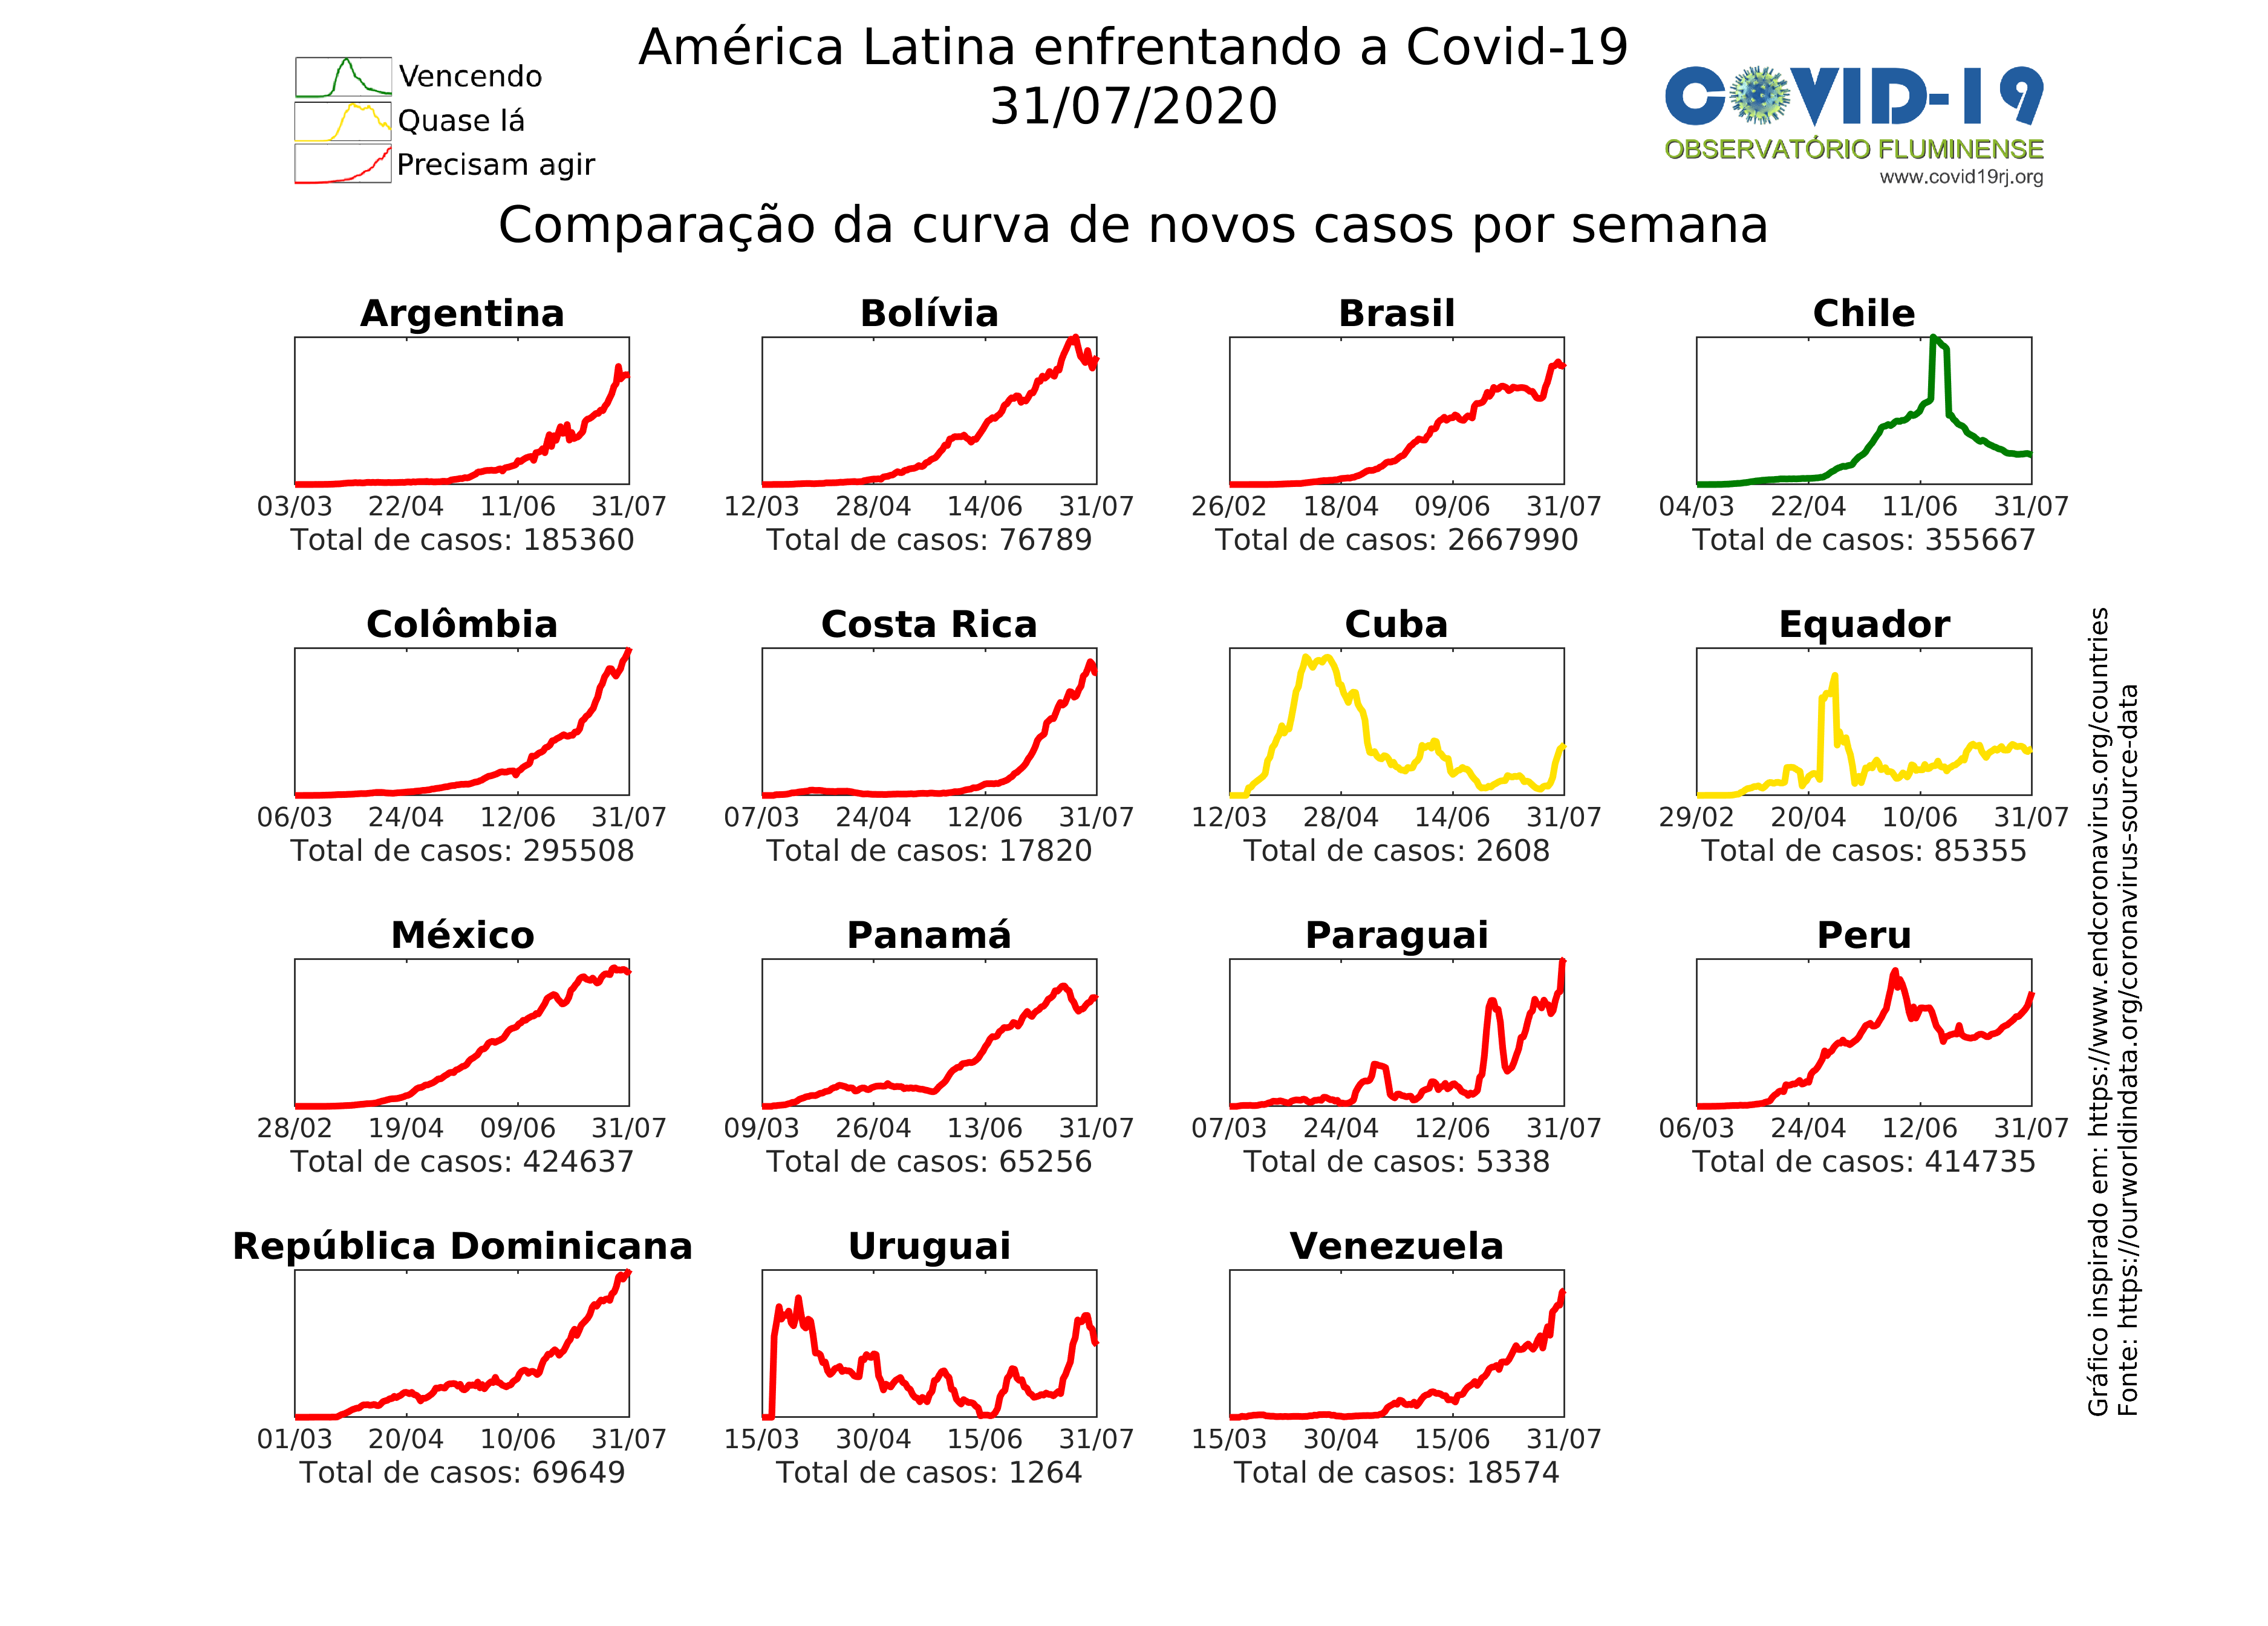 América Latina enfrentando a Covid-19
31/07/2020
Vencendo
Quase lá
Precisam agir
COVID-19
OBSERVATÓRIO FLUMINENSE
www.covid19rj.org
Comparação da curva de novos casos por semana
Argentina
03/03 22/04 11/06 31/07
Total de casos: 185360
Bolívia
12/03 28/04 14/06 31/07
Total de casos: 76789
Brasil
26/02 18/04 09/06 31/07
Total de casos: 2667990
Chile
04/03 22/04 11/06 31/07
Total de casos: 355667
Colômbia
06/03 24/04 12/06 31/07
Total de casos: 295508
Costa Rica
07/03 24/04 12/06 31/07
Total de casos: 17820
Cuba
12/03 28/04 14/06 31/07
Total de casos: 2608
Equador
29/02 20/04 10/06 31/07
Total de casos: 85355
México
28/02 19/04 09/06 31/07
Total de casos: 424637
Panamá
09/03 26/04 13/06 31/07
Total de casos: 65256
Paraguai
07/03 24/04 12/06 31/07
Total de casos: 5338
Peru
06/03 24/04 12/06 31/07
Total de casos: 414735
República Dominicana
01/03 20/04 10/06 31/07
Total de casos: 69649
Uruguai
15/03 30/04 15/06 31/07
Total de casos: 1264
Venezuela
15/03 30/04 15/06 31/07
Total de casos: 18574
Gráfico inspirado em: https://www.endcoronavirus.org/countries
Fonte: https://ourworldindata.org/coronavirus-source-data